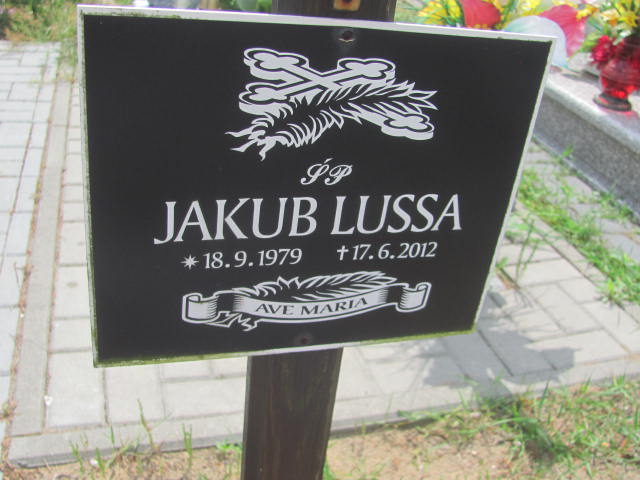 ŚP
JAKUB LUSSA
✴ 18.9.1979 ✝ 17.6.2012
AVE MARIA